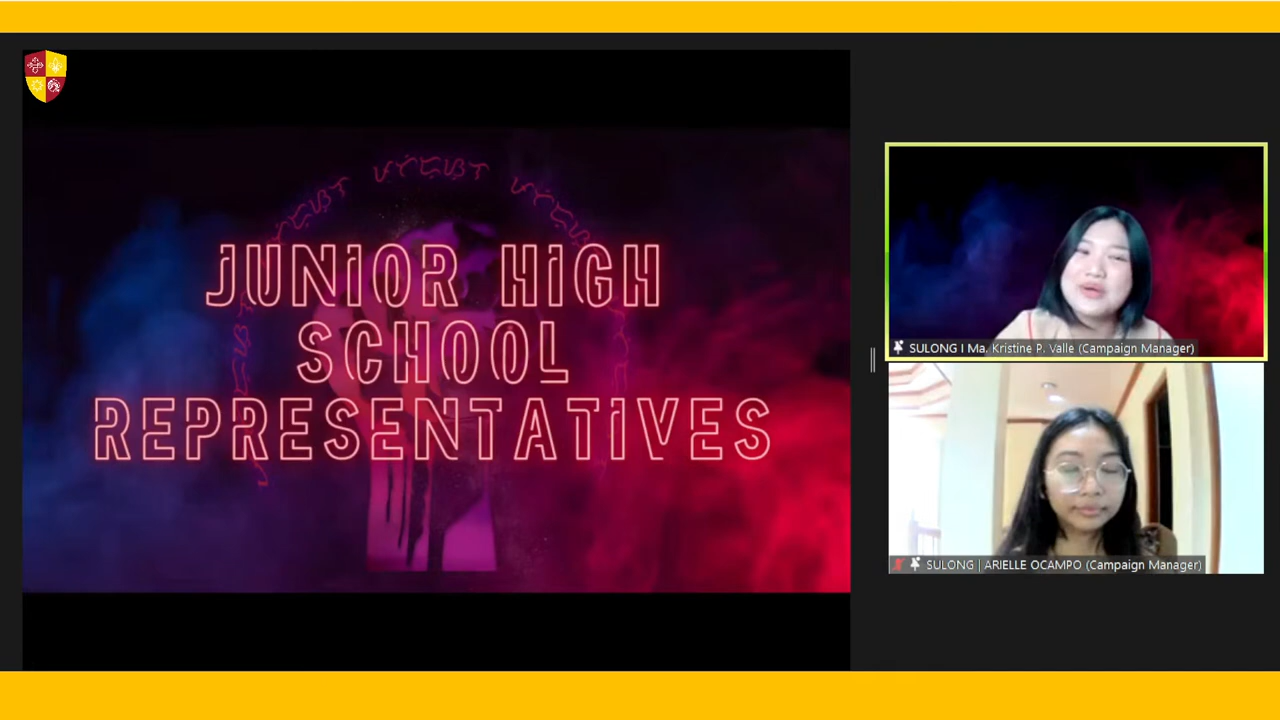 JUNIOR HIGH
SCHOOL
REPRESENTATIVES
SULONG I Ma. Kristine P. Valle (Campaign Manager)
SULONG | ARIELLE OCAMPO (Campaign Manager)